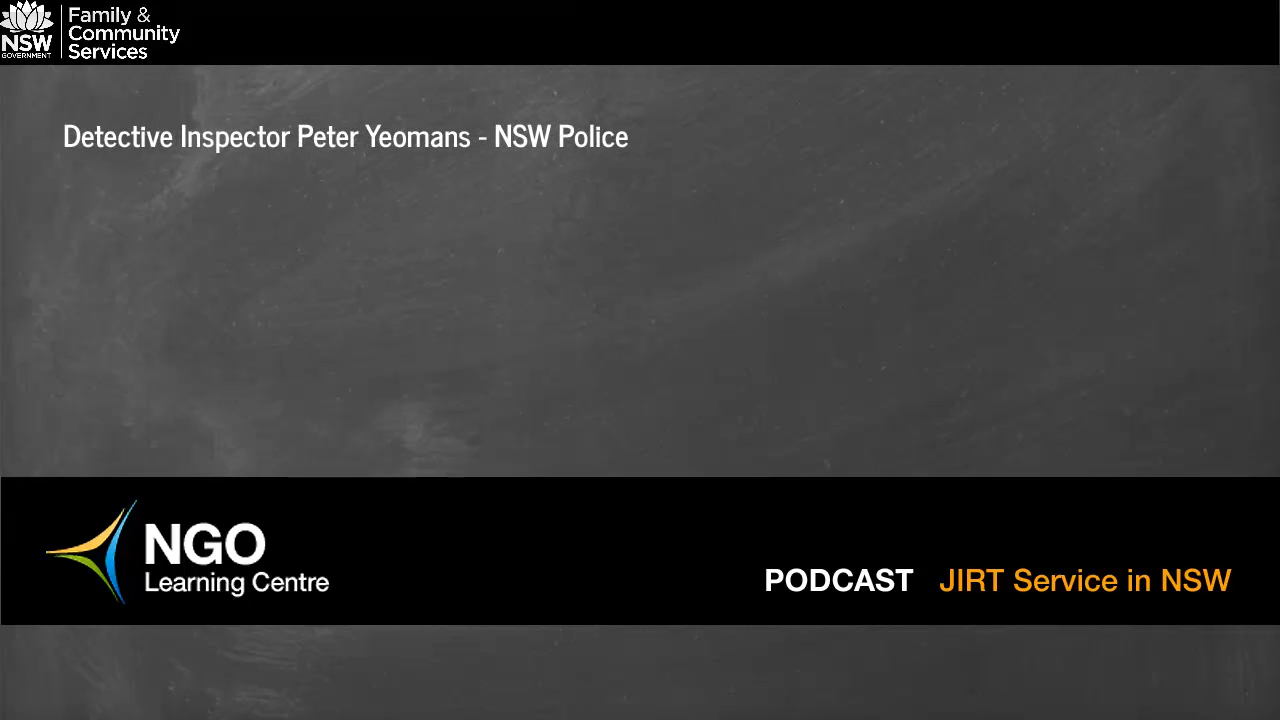 Family &
Community
Services
NSW
GOVERNMENT
Detective Inspector Peter Yeomans - NSW Police
NGO
Learning Centre
PODCAST JIRT Service in NSW